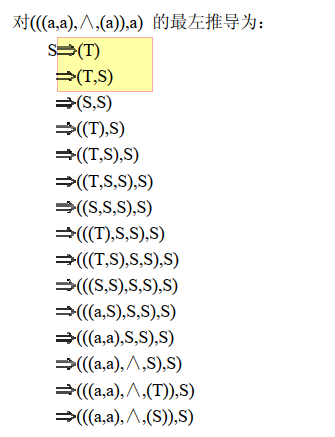 对(((a,a),∧,(a)),a) 的最左推导为：
S⇒(T)
⇒(T,S)
⇒(S,S)
⇒((T),S)
⇒((T,S),S)
⇒((T,S,S),S)
⇒((S,S,S),S)
⇒(((T),S,S),S)
⇒(((T,S),S,S),S)
⇒(((S,S),S,S),S)
⇒(((a,S),S,S),S)
⇒(((a,a),S,S),S)
⇒(((a,a),∧,S),S)
⇒(((a,a),∧,(T)),S)
⇒(((a,a),∧,(S)),S)